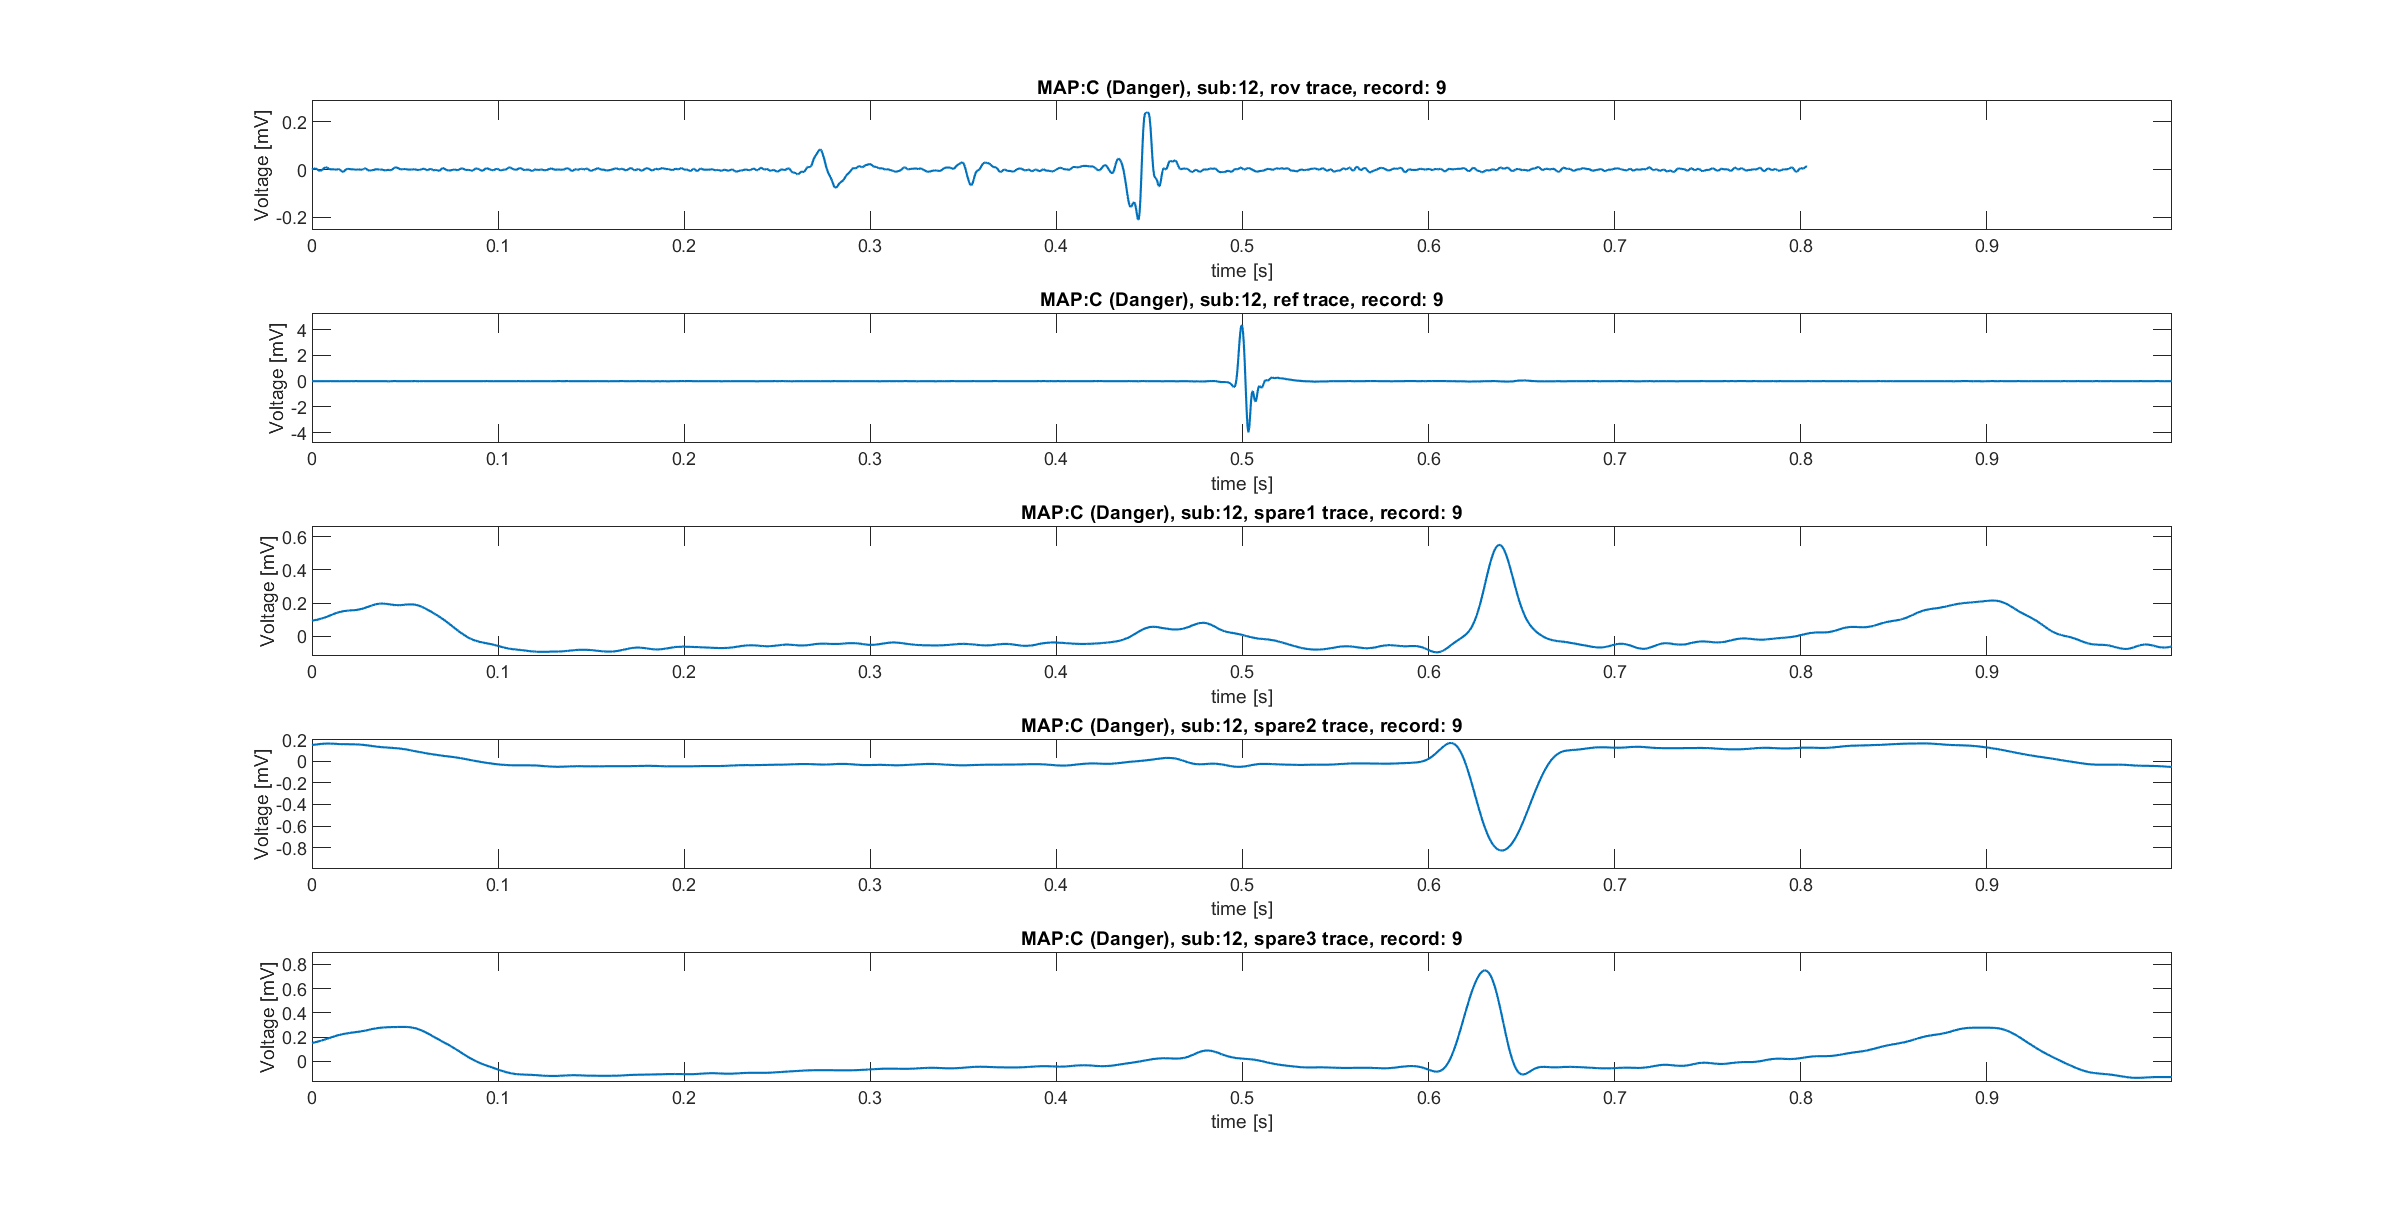 MAP:C (Danger), sub:12, rov trace, record: 9
Voltage [mV]
0.2
0
-0.2
0 0.1 0.2 0.3 0.4 0.5 0.6 0.7 0.8 0.9
time [s]
MAP:C (Danger), sub:12, ref trace, record: 9
Voltage [mV]
4
2
0
-2
-4
0 0.1 0.2 0.3 0.4 0.5 0.6 0.7 0.8 0.9
time [s]
MAP:C (Danger), sub:12, spare1 trace, record: 9
Voltage [mV]
0.6
0.4
0.2
0
0 0.1 0.2 0.3 0.4 0.5 0.6 0.7 0.8 0.9
time [s]
MAP:C (Danger), sub:12, spare2 trace, record: 9
Voltage [mV]
0.2
0
-0.2
-0.4
-0.6
-0.8
0 0.1 0.2 0.3 0.4 0.5 0.6 0.7 0.8 0.9
time [s]
MAP:C (Danger), sub:12, spare3 trace, record: 9
Voltage [mV]
0.8
0.6
0.4
0.2
0
0 0.1 0.2 0.3 0.4 0.5 0.6 0.7 0.8 0.9
time [s]